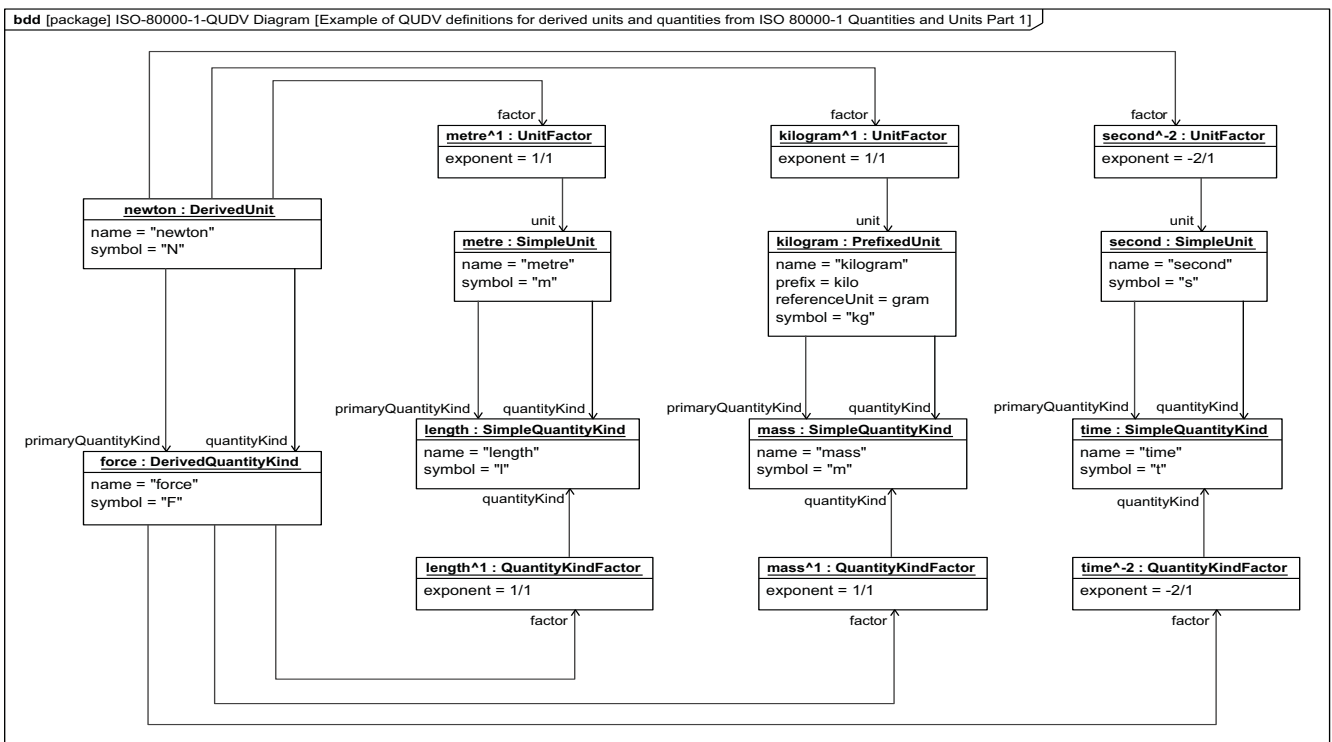 bdd [package] ISO-80000-1-QUDV Diagram [Example of QUDV definitions for derived units and quantities from ISO 80000-1 Quantities and Units Part 1]
factor
factor
factor
metre^1 : UnitFactor
exponent = 1/1
kilogram^1 : UnitFactor
exponent = 1/1
second^-2 : UnitFactor
exponent = -2/1
newton : DerivedUnit
name = "newton"
symbol = "N"
unit
unit
unit
metre : SimpleUnit
name = "metre"
symbol = "m"
kilogram : PrefixedUnit
name = "kilogram"
prefix = kilo
referenceUnit = gram
symbol = "kg"
second : SimpleUnit
name = "second"
symbol = "s"
primaryQuantityKind
quantityKind
primaryQuantityKind
quantityKind
primaryQuantityKind
quantityKind
primaryQuantityKind
quantityKind
force : DerivedQuantityKind
name = "force"
symbol = "F"
length : SimpleQuantityKind
name = "length"
symbol = "l"
mass : SimpleQuantityKind
name = "mass"
symbol = "m"
time : SimpleQuantityKind
name = "time"
symbol = "t"
quantityKind
quantityKind
quantityKind
length^1 : QuantityKindFactor
exponent = 1/1
mass^1 : QuantityKindFactor
exponent = 1/1
time^-2 : QuantityKindFactor
exponent = -2/1
factor
factor
factor